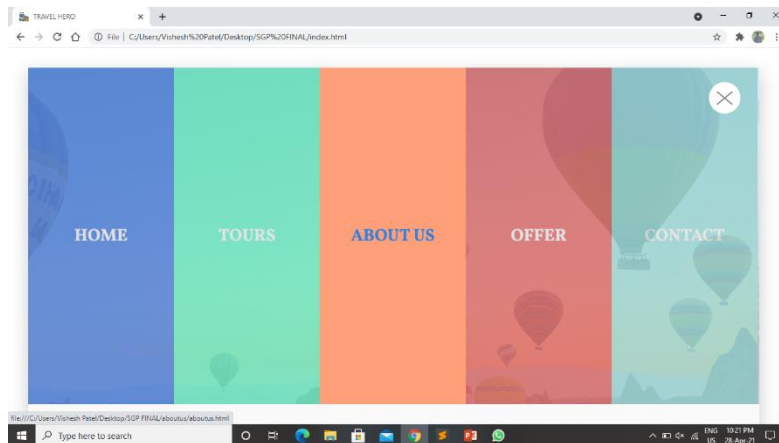 TRAVEL HERO
File | C:/Users/Vishesh%20Patel/Desktop/SGP%20FINAL/index.html
HOME TOURS ABOUT US OFFER CONTACT
file:///C:/Users/Vishesh Patel/Desktop/SGP FINAL/aboutus/aboutus.html
Type here to search
ENG 10:21 PM
US 28-Apr-21